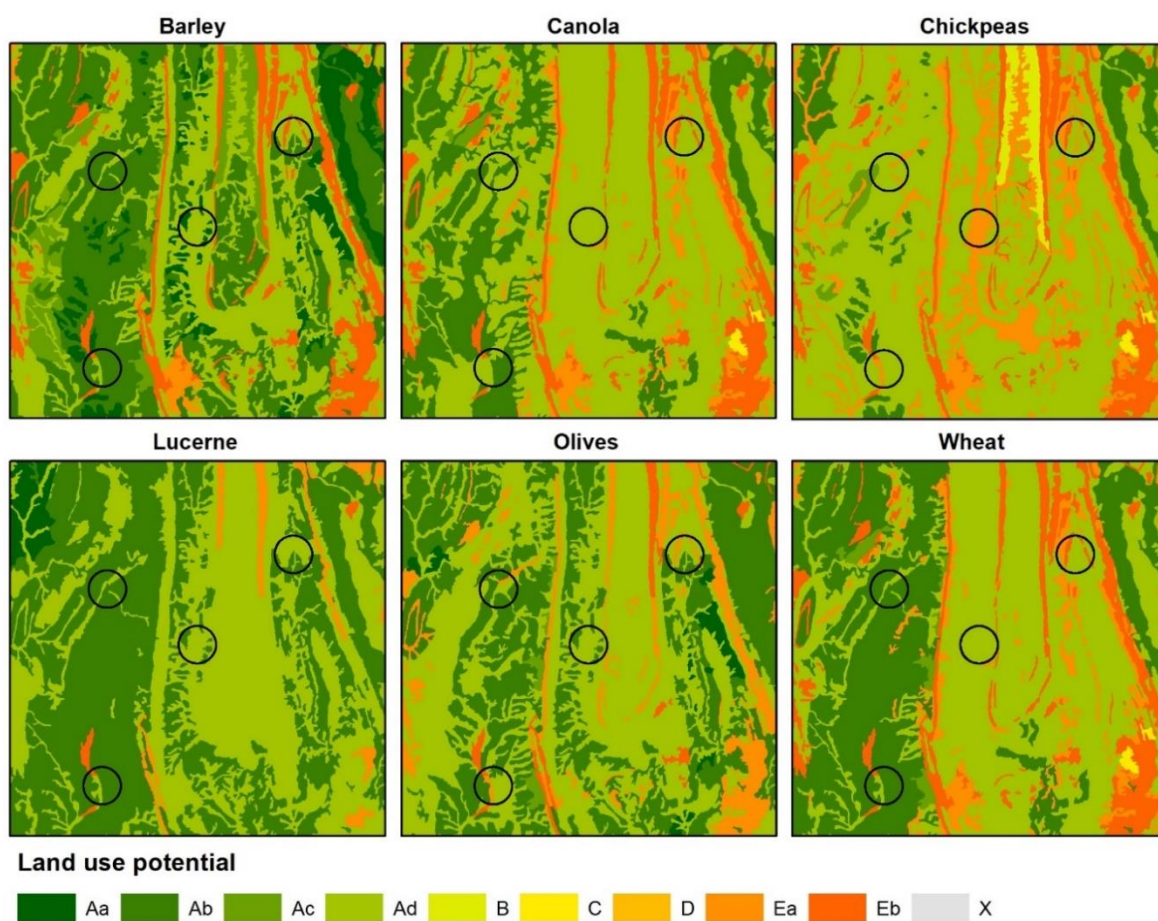 Barley
Canola
Chickpeas
Lucerne
Olives
Wheat
Land use potential
Aa Ab Ac Ad B C D Ea Eb X